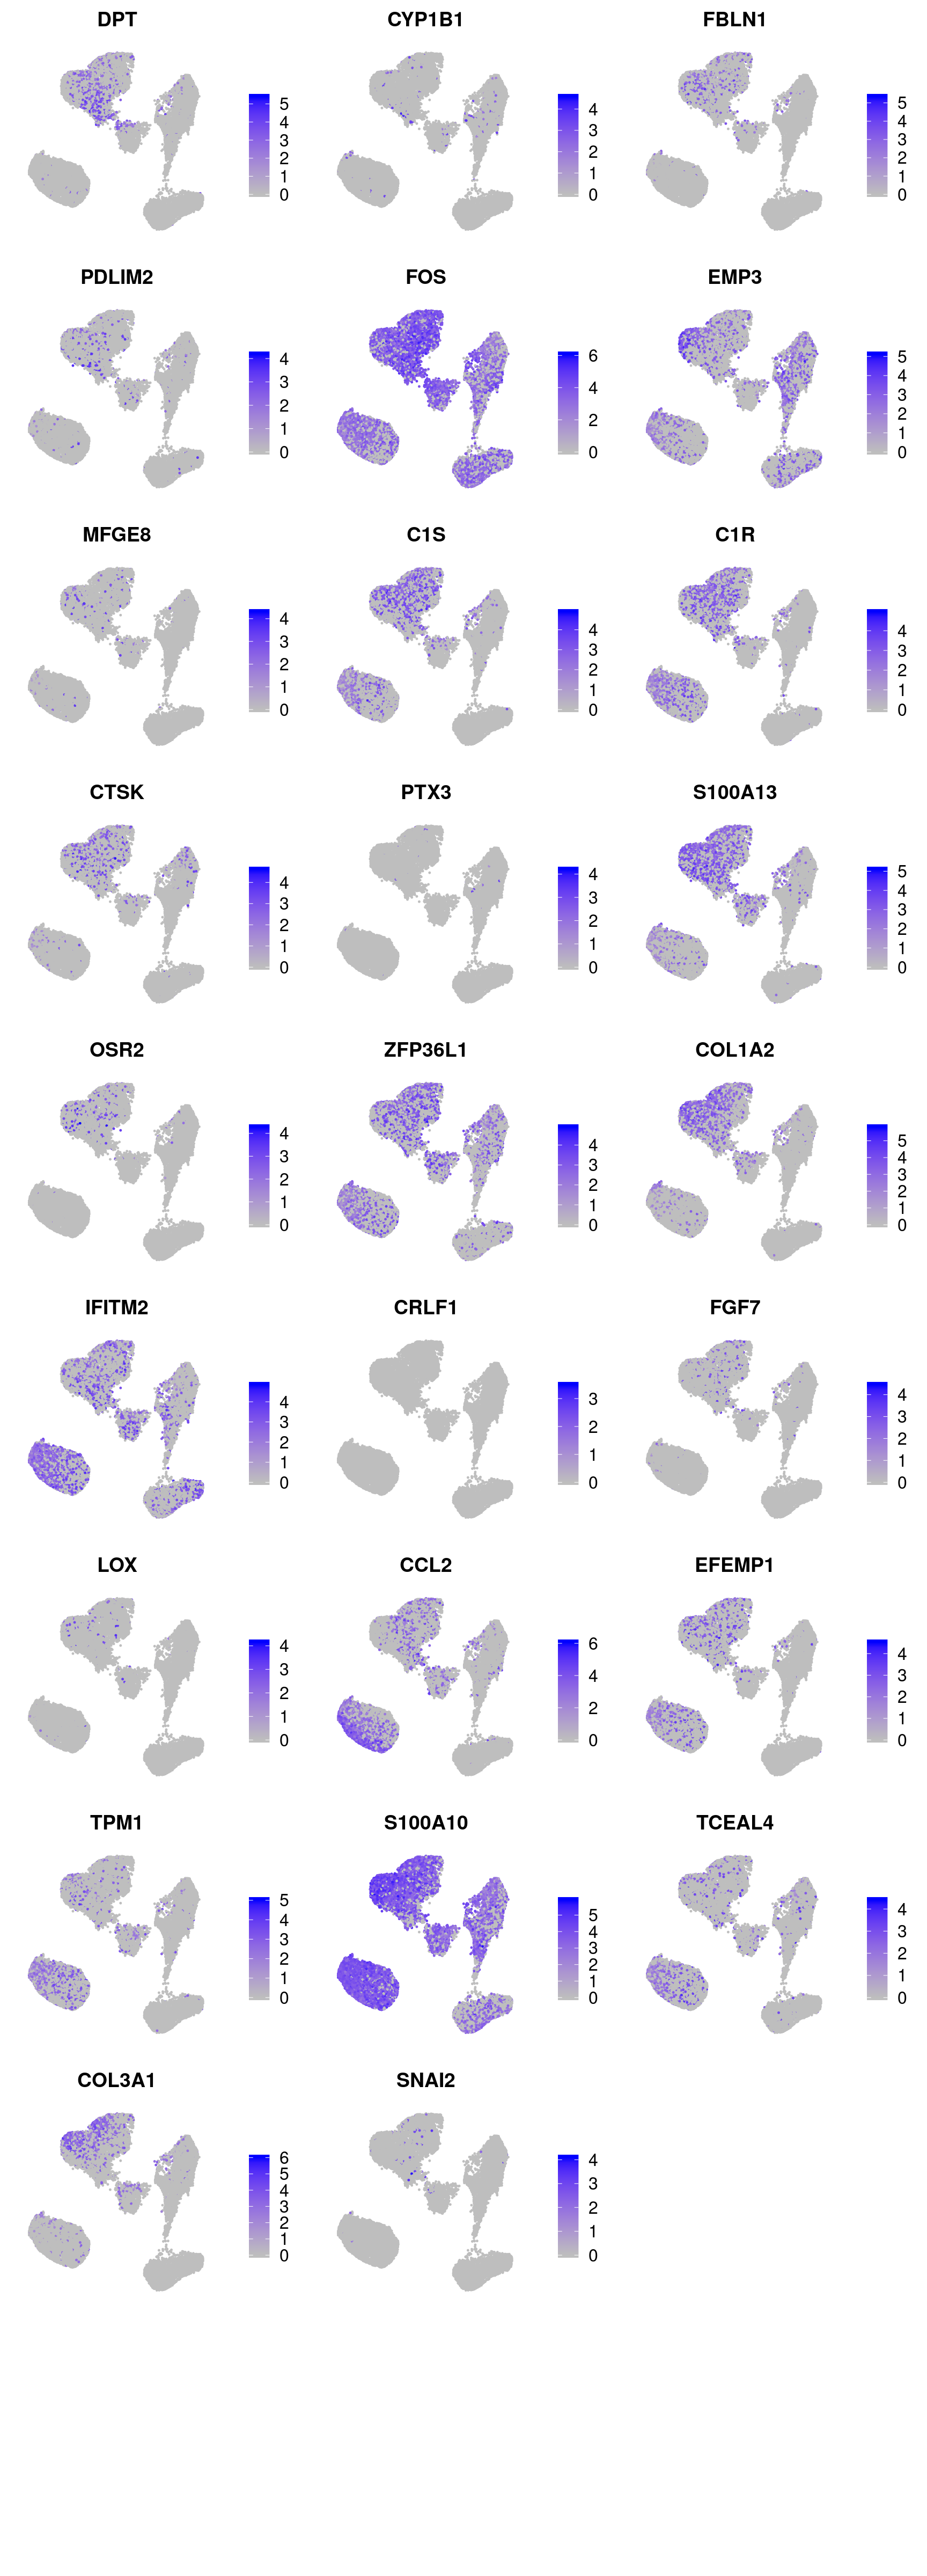 DPT CYP1B1 FBLN1
5 4 3 2 1 0
4 3 2 1 0
5 4 3 2 1 0
PDLIM2 FOS EMP3
4 3 2 1 0
6 4 2 0
5 4 3 2 1 0
MFGE8 C1S C1R
4 3 2 1 0
4 3 2 1 0
4 3 2 1 0
CTSK PTX3 S100A13
4 3 2 1 0
4 3 2 1 0
5 4 3 2 1 0
OSR2 ZFP36L1 COL1A2
4 3 2 1 0
4 3 2 1 0
5 4 3 2 1 0
IFITM2 CRLF1 FGF7
4 3 2 1 0
3 2 1 0
4 3 2 1 0
LOX CCL2 EFEMP1
4 3 2 1 0
6 4 2 0
4 3 2 1 0
TPM1 S100A10 TCEAL4
5 4 3 2 1 0
5 4 3 2 1 0
4 3 2 1 0
COL3A1 SNAI2
6 5 4 3 2 1 0
4 3 2 1 0